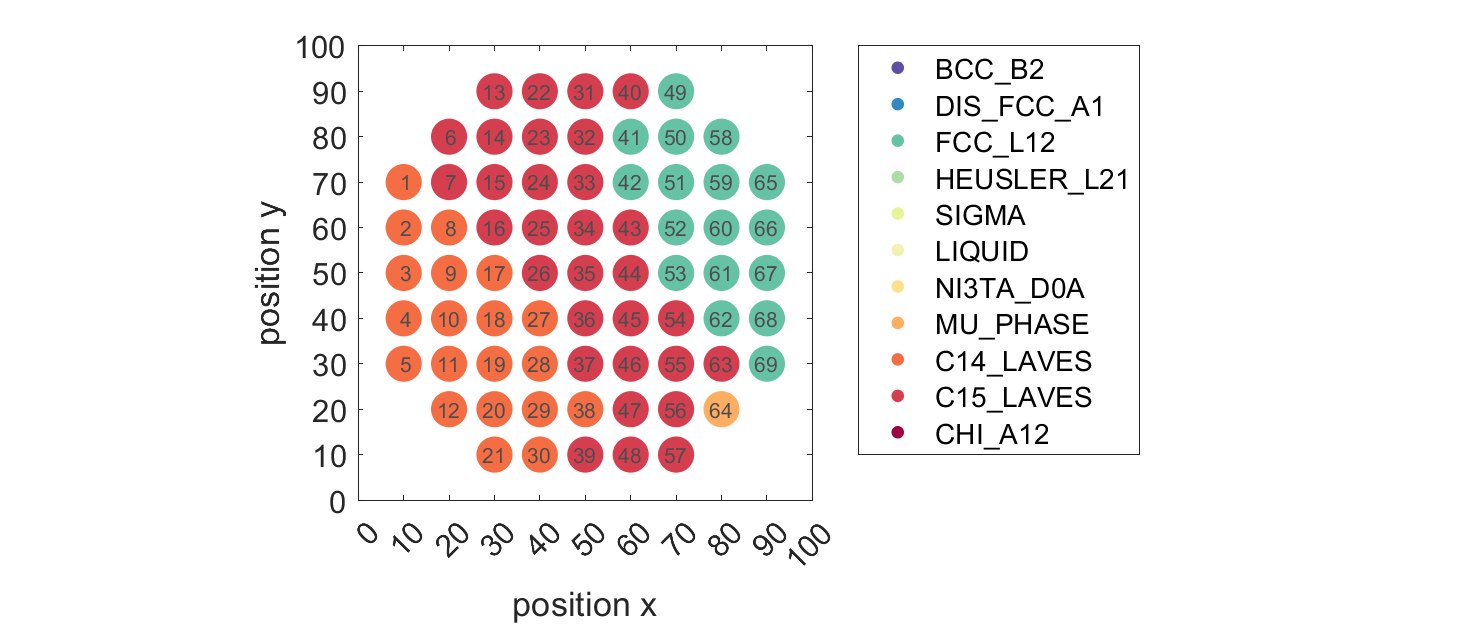 100
90
80
70
60
50
40
30
20
10
0
position y
13 22 31 40 49
6 14 23 32 41 50 58
1 7 15 24 33 42 51 59 65
2 8 16 25 34 43 52 60 66
3 9 17 26 35 44 53 61 67
4 10 18 27 36 45 54 62 68
5 11 19 28 37 46 55 63 69
12 20 29 38 47 56 64
21 30 39 48 57
0 10 20 30 40 50 60 70 80 90 100
position x
BCC_B2
DIS_FCC_A1
FCC_L12
HEUSLER_L21
SIGMA
LIQUID
NI3TA_D0A
MU_PHASE
C14_LAVES
C15_LAVES
CHI_A12